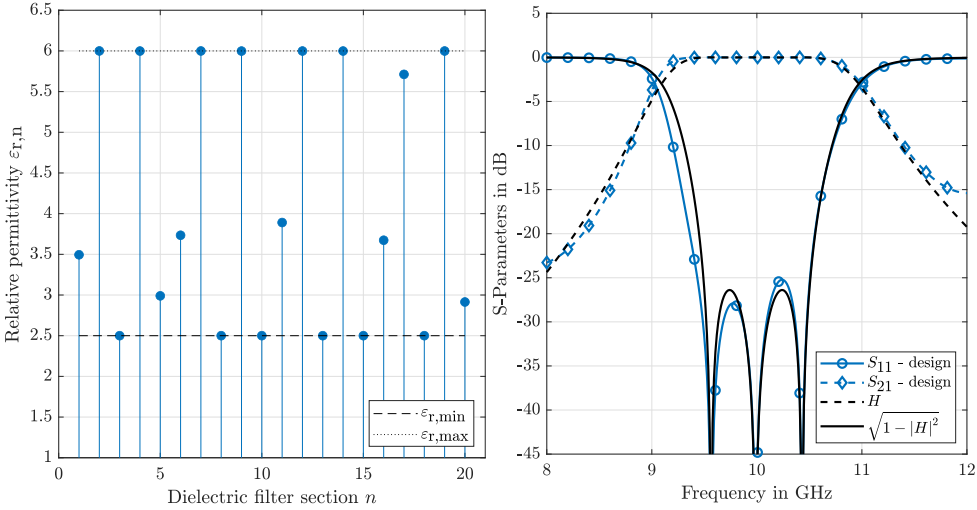 Relative permittivity εr,n
6.5
6
5.5
5
4.5
4
3.5
3
2.5
2
1.5
1
0 5 10 15 20
Dielectric filter section n
εr,min
εr,max
S-Parameters in dB
5
0
-5
-10
-15
-20
-25
-30
-35
-40
-45
8 9 10 11 12
Frequency in GHz
S11 - design
S21 - design
H
√1 − |H|²